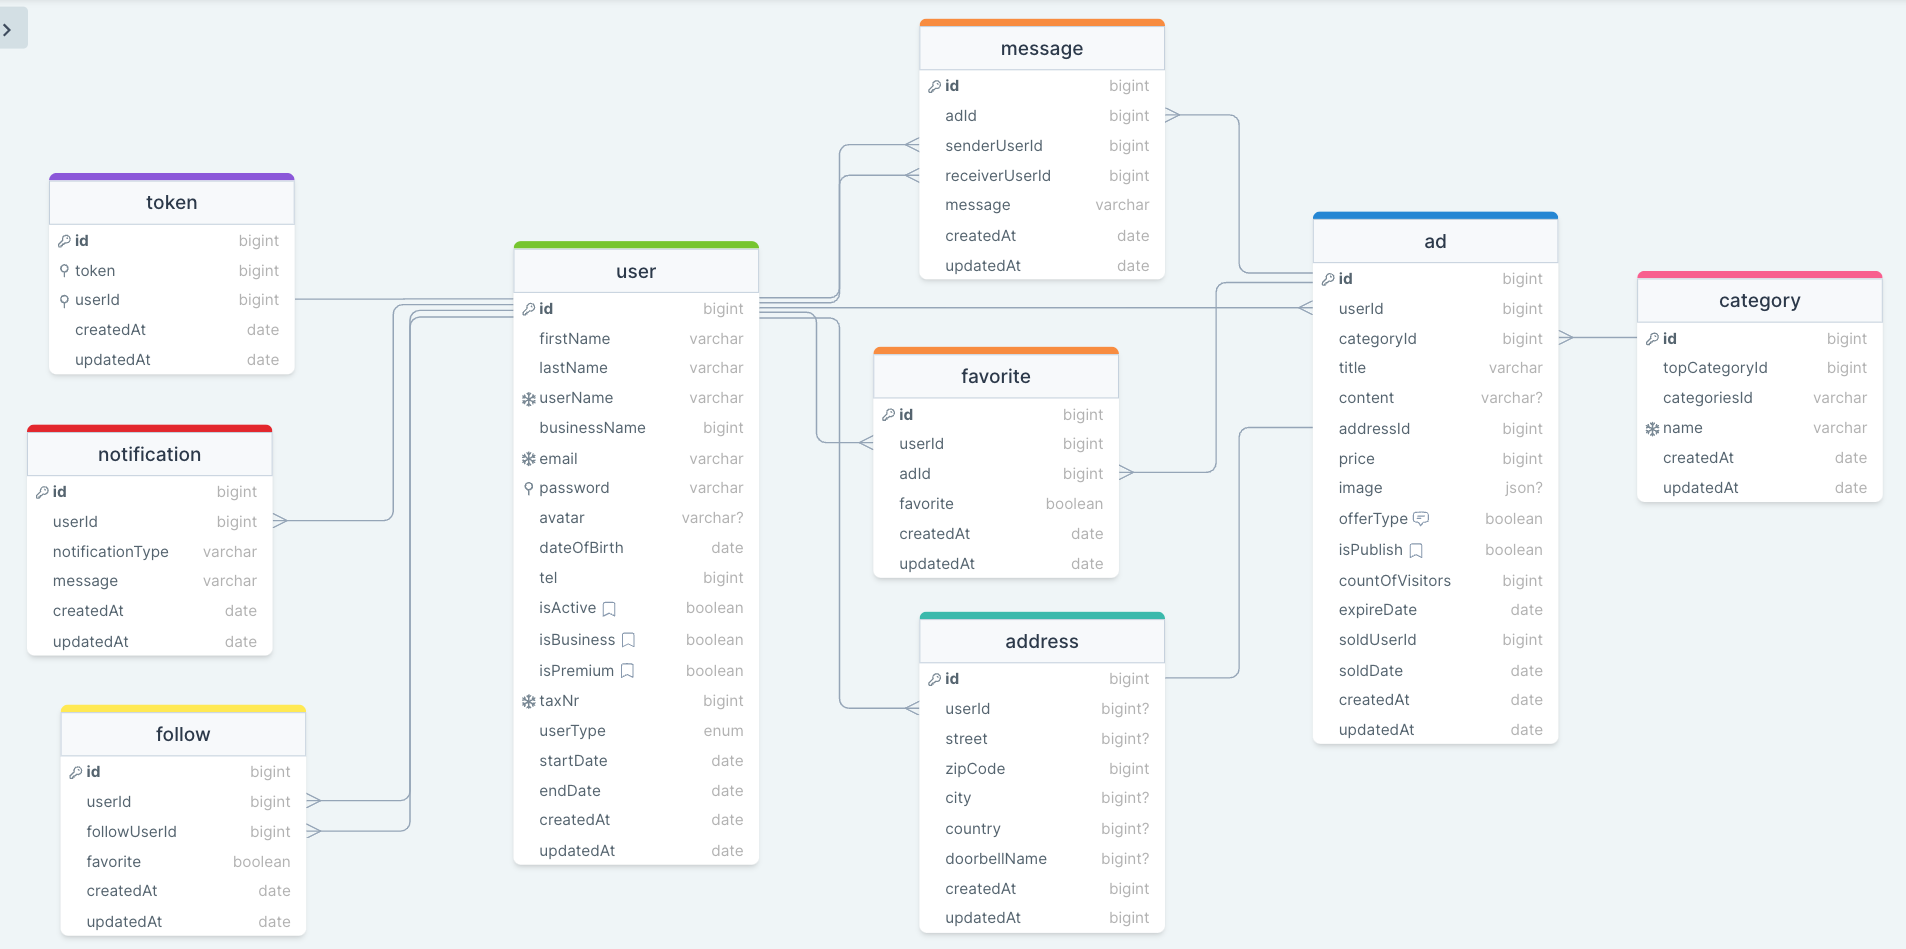 message
id bigint
adId bigint
senderUserId bigint
receiverUserId bigint
message varchar
createdAt date
updatedAt date
token
id bigint
token bigint
userId bigint
createdAt date
updatedAt date
user
id bigint
firstName varchar
lastName varchar
userName varchar
businessName bigint
email varchar
password varchar
avatar varchar?
dateOfBirth date
tel bigint
isActive boolean
isBusiness boolean
isPremium boolean
taxNr bigint
userType enum
startDate date
endDate date
createdAt date
updatedAt date
ad
id bigint
userId bigint
categoryId bigint
title varchar
content varchar?
addressId bigint
price bigint
image json?
offerType boolean
isPublish boolean
countOfVisitors bigint
expireDate date
soldUserId bigint
soldDate date
createdAt date
updatedAt date
category
id bigint
topCategoryId bigint
categoriesId varchar
name varchar
createdAt date
updatedAt date
favorite
id bigint
userId bigint
adId bigint
favorite boolean
createdAt date
updatedAt date
notification
id bigint
userId bigint
notificationType varchar
message varchar
createdAt date
updatedAt date
address
id bigint
userId bigint?
street bigint?
zipCode bigint
city bigint?
country bigint?
doorbellName bigint?
createdAt bigint
updatedAt bigint
follow
id bigint
userId bigint
followUserId bigint
favorite boolean
createdAt date
updatedAt date